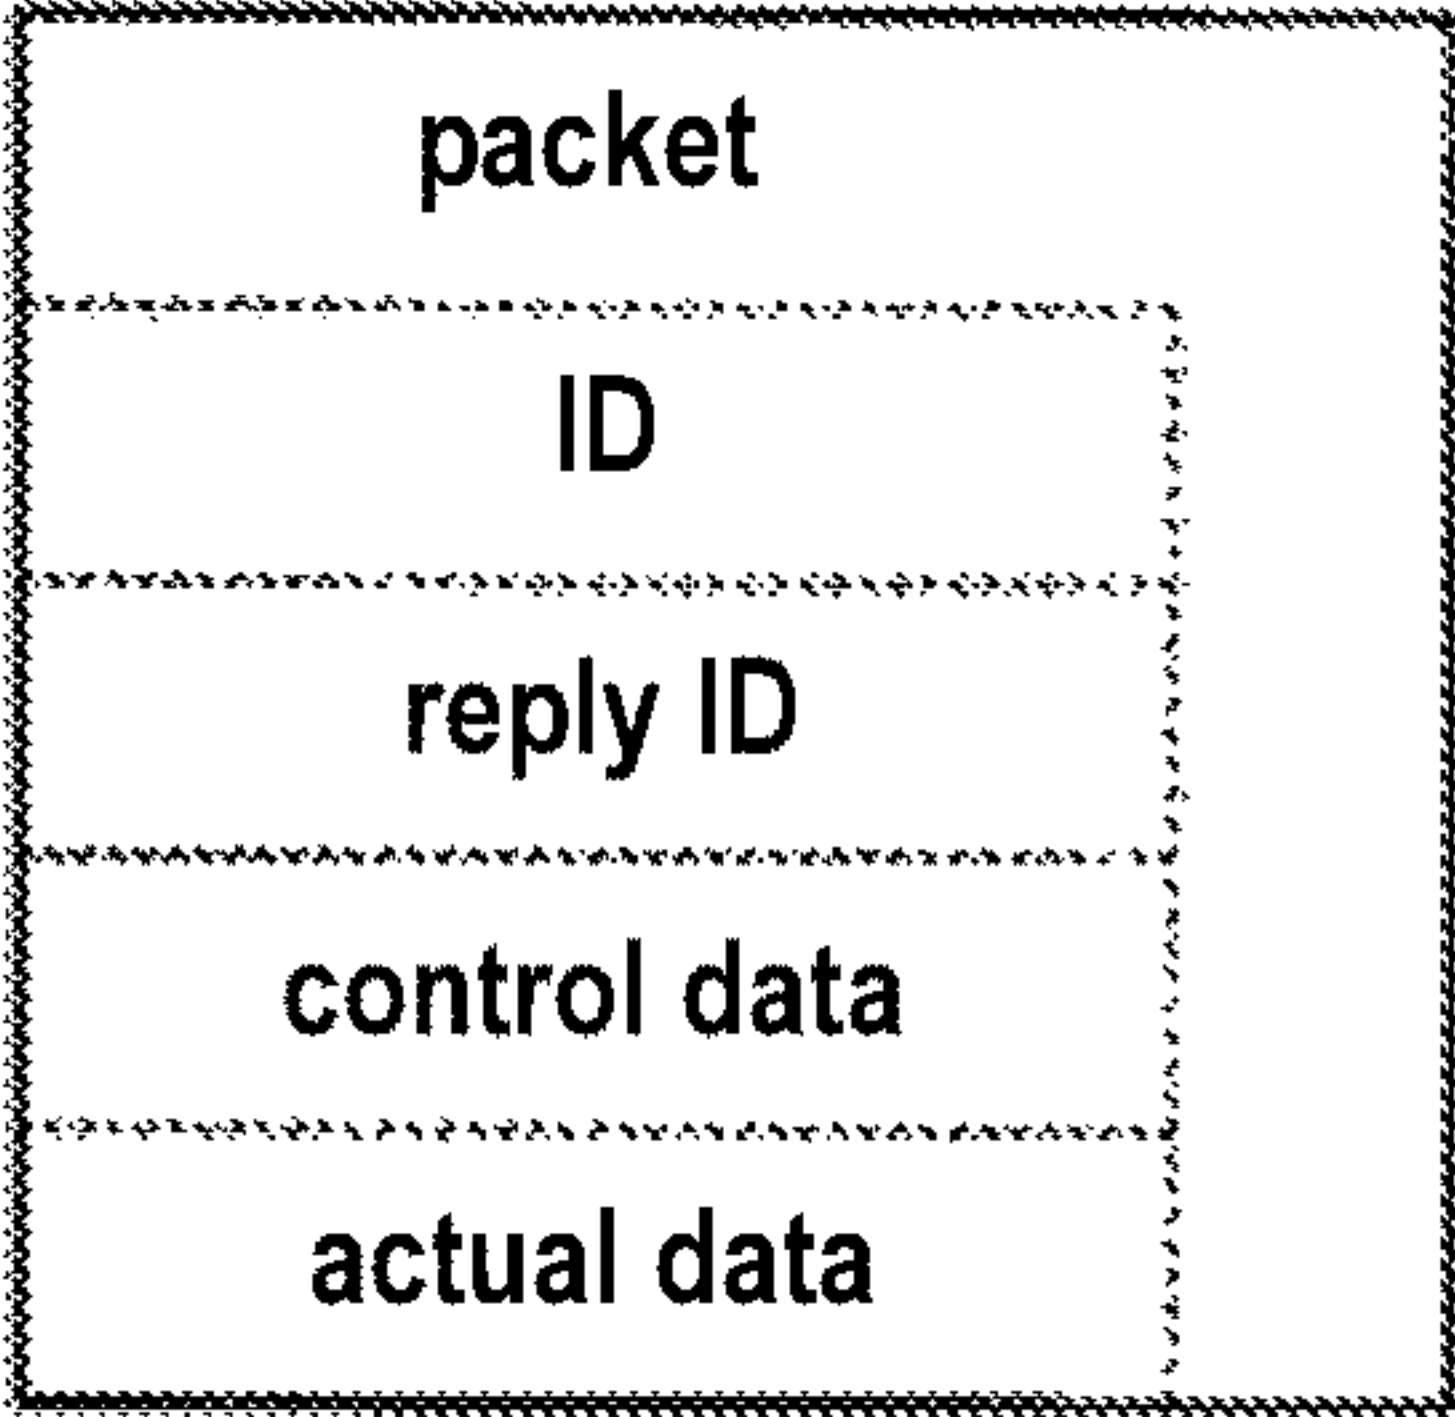 packet
ID
reply ID
control data
actual data